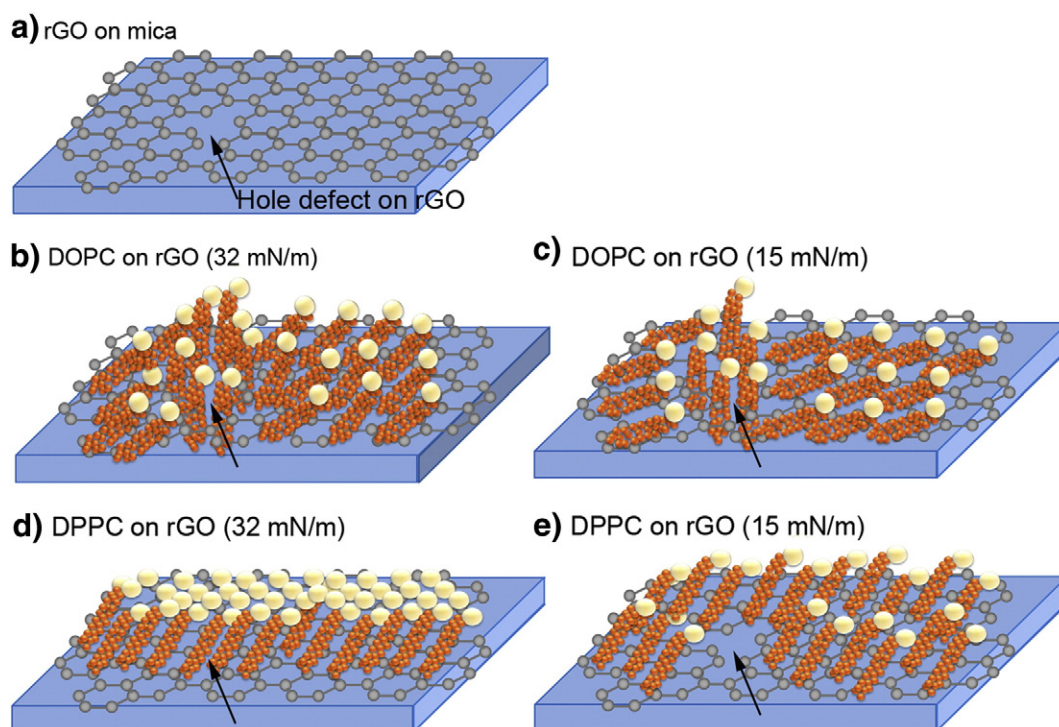 a) rGO on mica
Hole defect on rGO
b) DOPC on rGO (32 mN/m)
c) DOPC on rGO (15 mN/m)
d) DPPC on rGO (32 mN/m)
e) DPPC on rGO (15 mN/m)